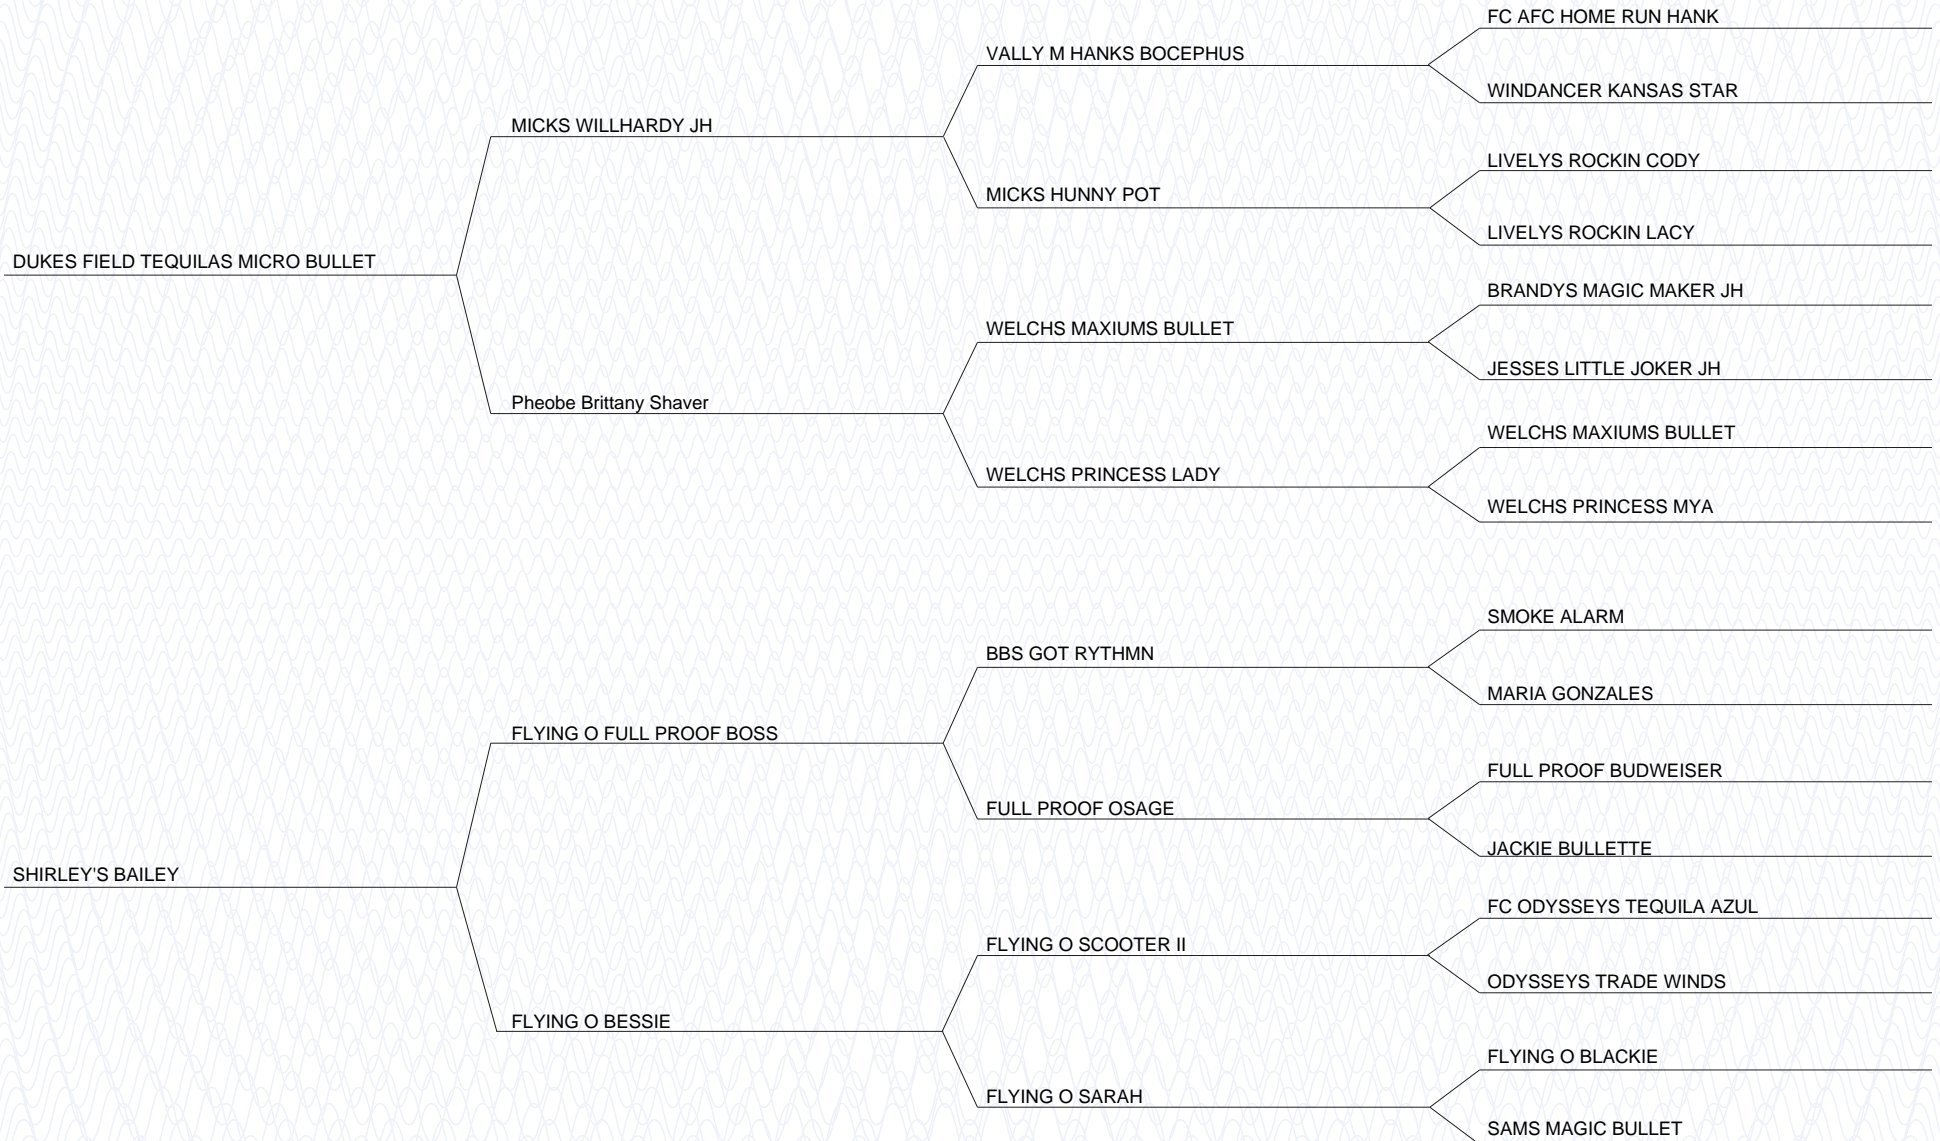 FC AFC HOME RUN HANK
VALLY M HANKS BOCEPHUS
WINDANCER KANSAS STAR
MICKS WILLHARDY JH
LIVELYS ROCKIN CODY
MICKS HUNNY POT
LIVELYS ROCKIN LACY
DUKES FIELD TEQUILAS MICRO BULLET
BRANDYS MAGIC MAKER JH
WELCHS MAXIUMS BULLET
JESSES LITTLE JOKER JH
Pheobe Brittany Shaver
WELCHS MAXIUMS BULLET
WELCHS PRINCESS LADY
WELCHS PRINCESS MYA
SMOKE ALARM
BBS GOT RYTHMN
MARIA GONZALES
FLYING O FULL PROOF BOSS
FULL PROOF BUDWEISER
FULL PROOF OSAGE
JACKIE BULLETTE
SHIRLEY'S BAILEY
FC ODYSSEYS TEQUILA AZUL
FLYING O SCOOTER II
ODYSSEYS TRADE WINDS
FLYING O BESSIE
FLYING O BLACKIE
FLYING O SARAH
SAMS MAGIC BULLET